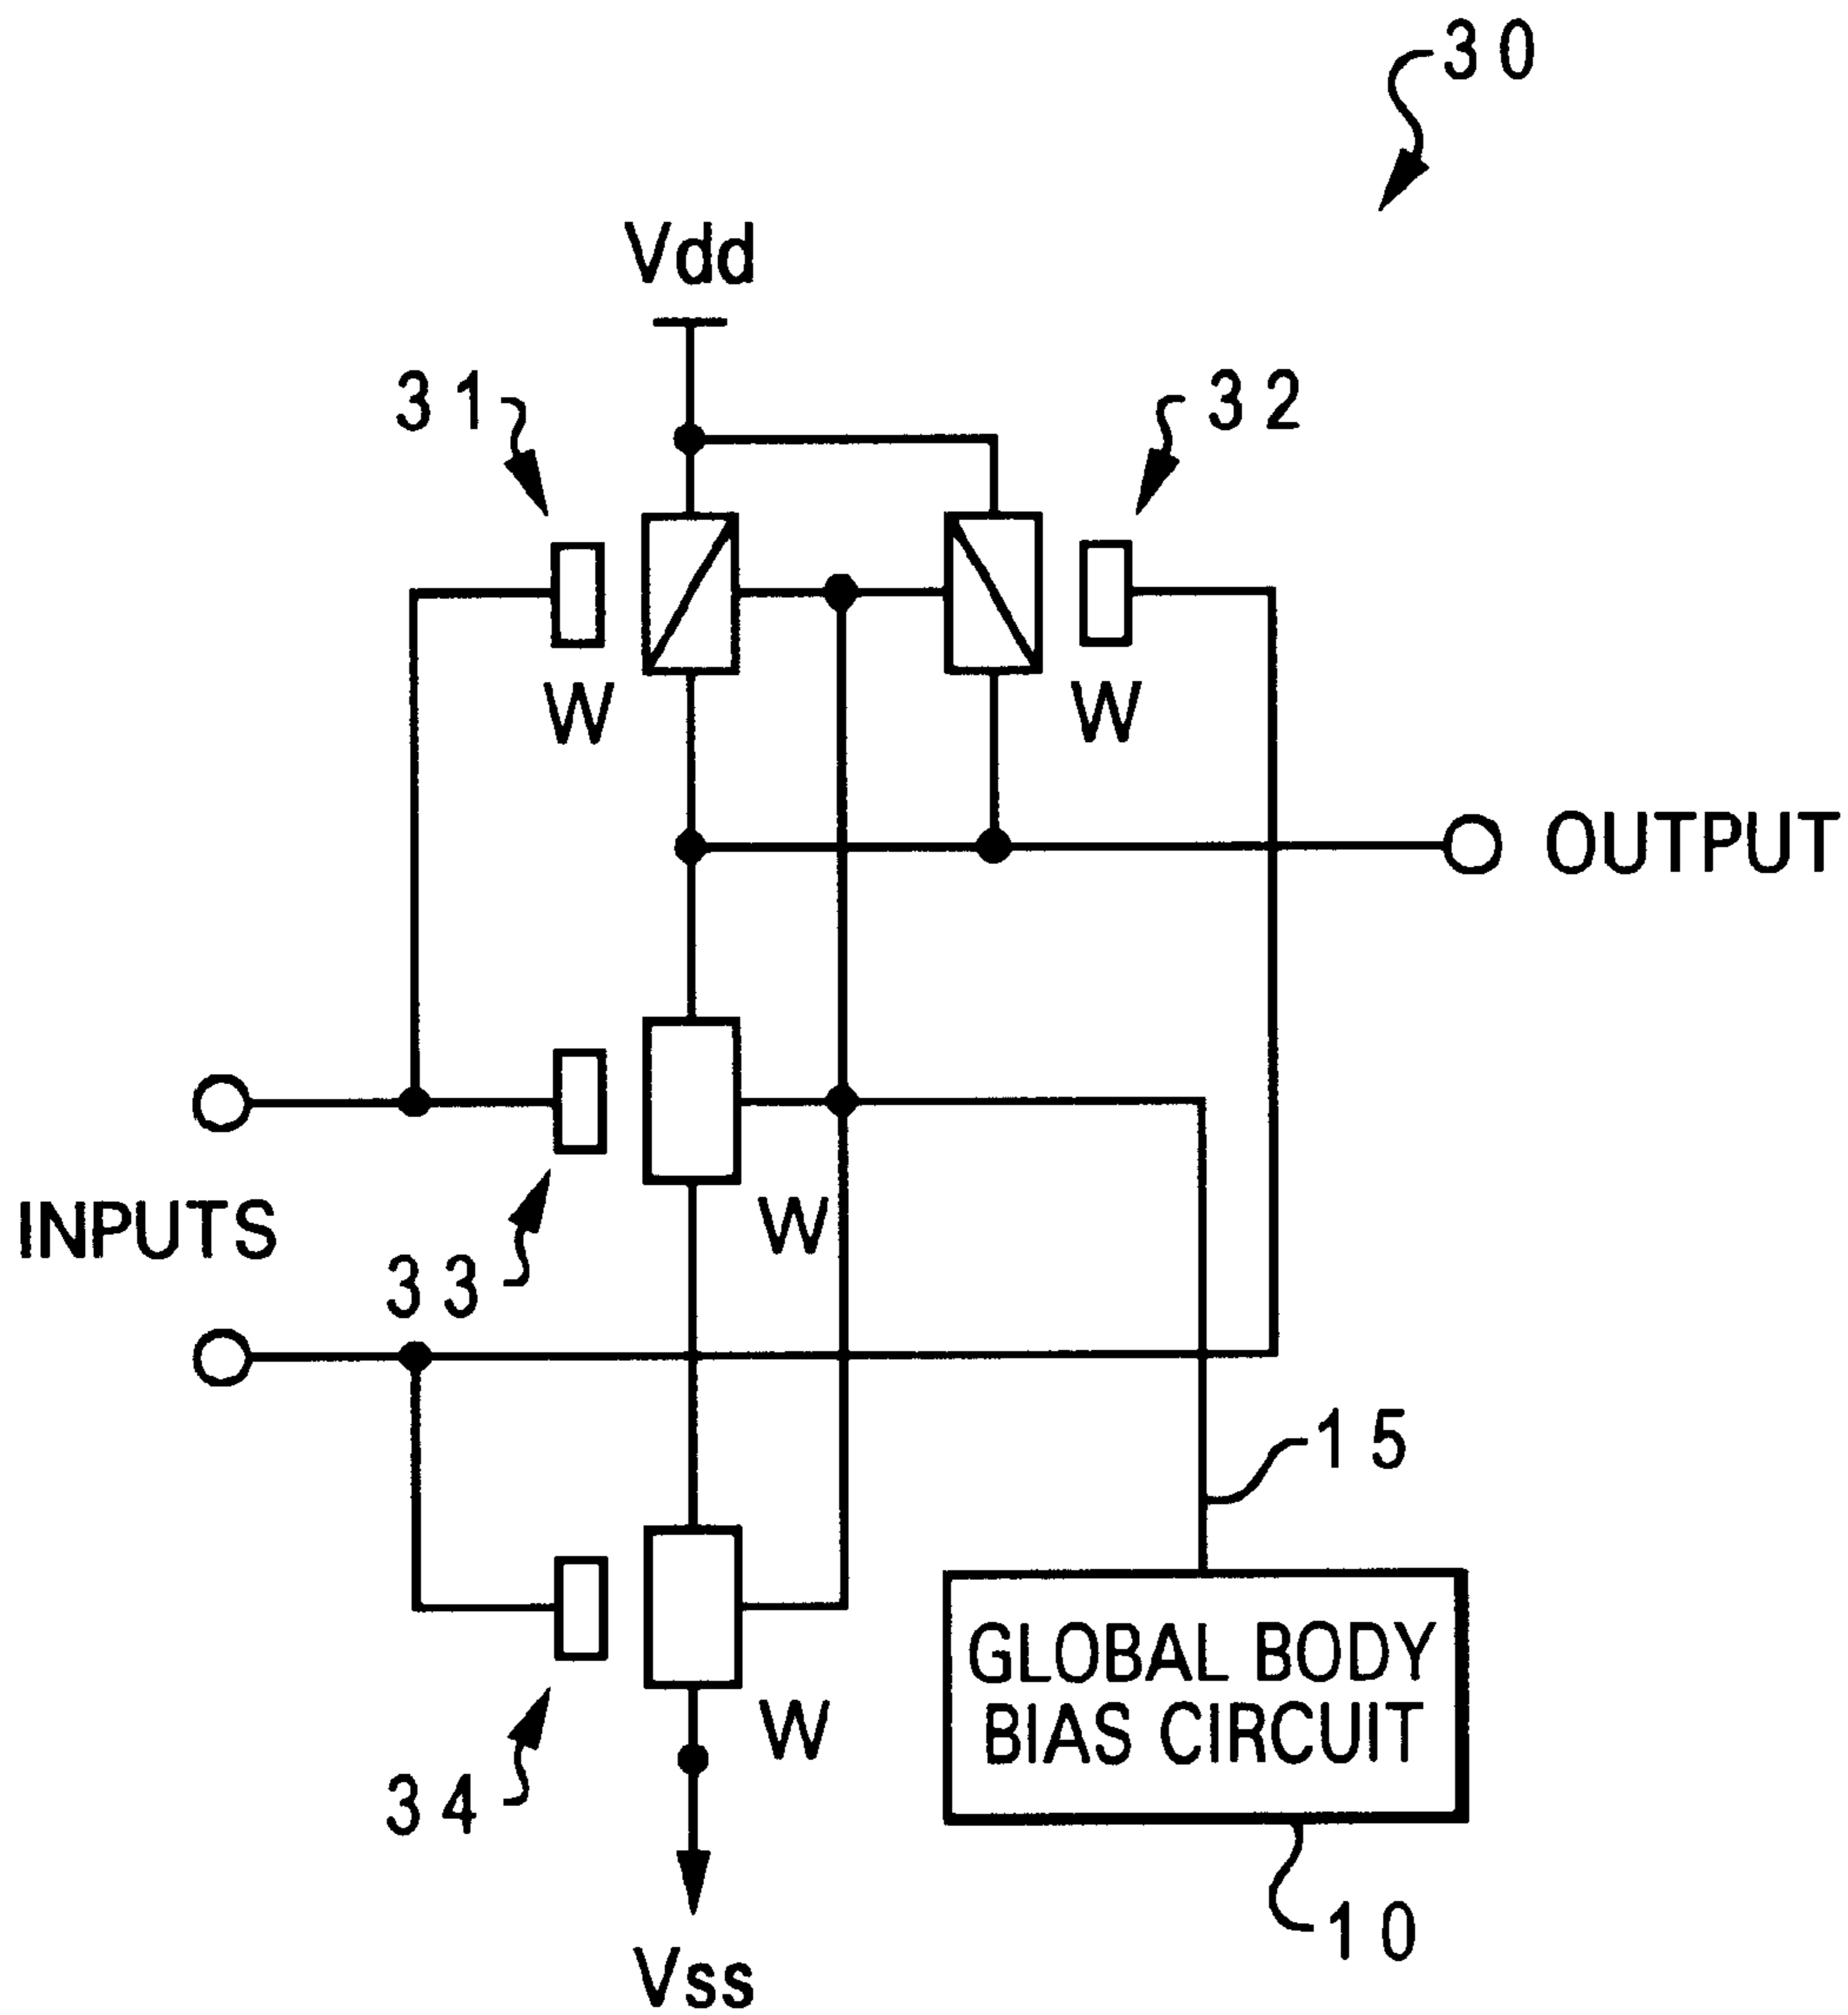 30
Vdd
31
32
W
W
OUTPUT
INPUTS
W
33
15
GLOBAL BODY
BIAS CIRCUIT
W
34
10
Vss